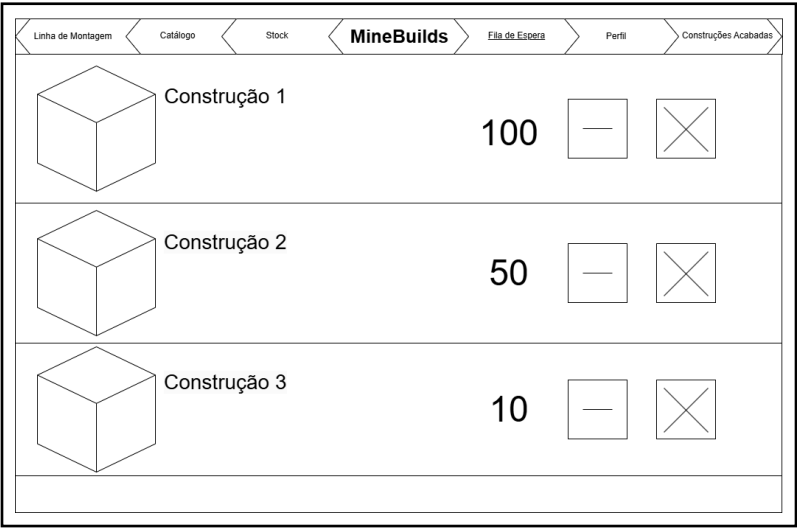 Linha de Montagem
Catálogo
Stock
MineBuilds
Fila de Espera
Perfil
Construções Acabadas
Construção 1
100
Construção 2
50
Construção 3
10